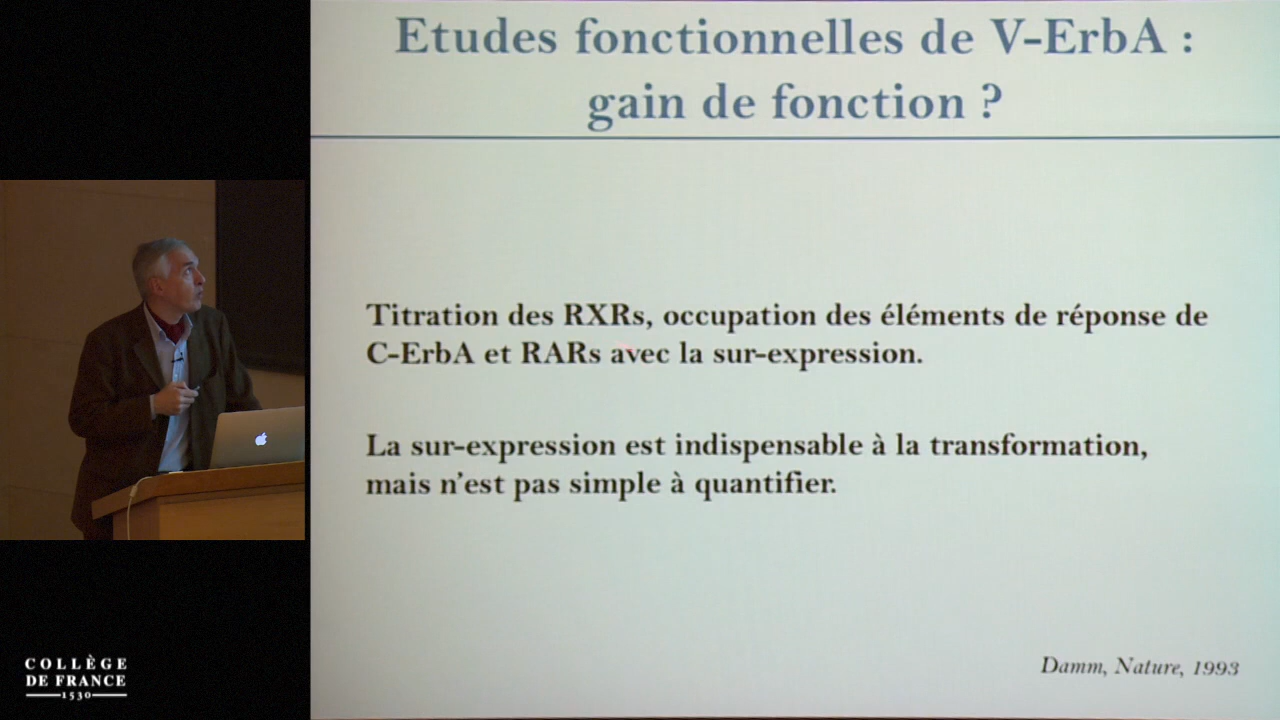 Etudes fonctionnelles de V-ErbA :
gain de fonction ?
Titration des RXRs, occupation des éléments de réponse de
C-ErbA et RARs avec la sur-expression.
La sur-expression est indispensable à la transformation,
mais n'est pas simple à quantifier.
Damm, Nature, 1993
COLLÈGE
DE FRANCE
1530